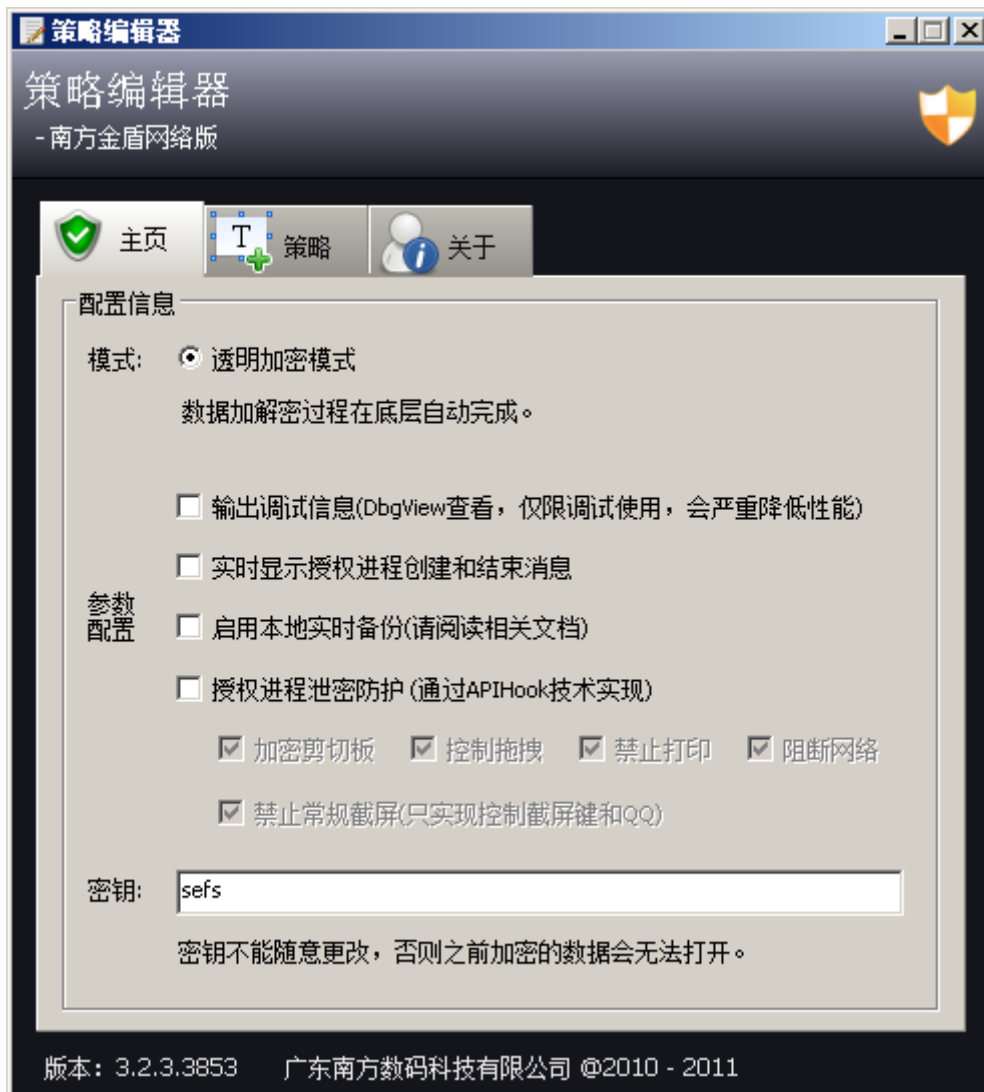 策略编辑器
策略编辑器
-南方金盾网络版
主页 T 策略 关于
配置信息
模式: 透明加密模式
数据加解密过程在底层自动完成。
输出调试信息(DbgView查看，仅限调试使用，会严重降低性能)
实时显示授权进程创建和结束消息
参数
配置
启用本地实时备份(请阅读相关文档)
授权进程泄密防护(通过APIHook技术实现)
加密剪切板 控制拖拽 禁止打印 阻断网络
禁止常规截屏(只实现控制截屏键和QQ)
密钥: sefs
密钥不能随意更改，否则之前加密的数据会无法打开。
版本: 3.2.3.3853 广东南方数码科技有限公司 @2010 - 2011